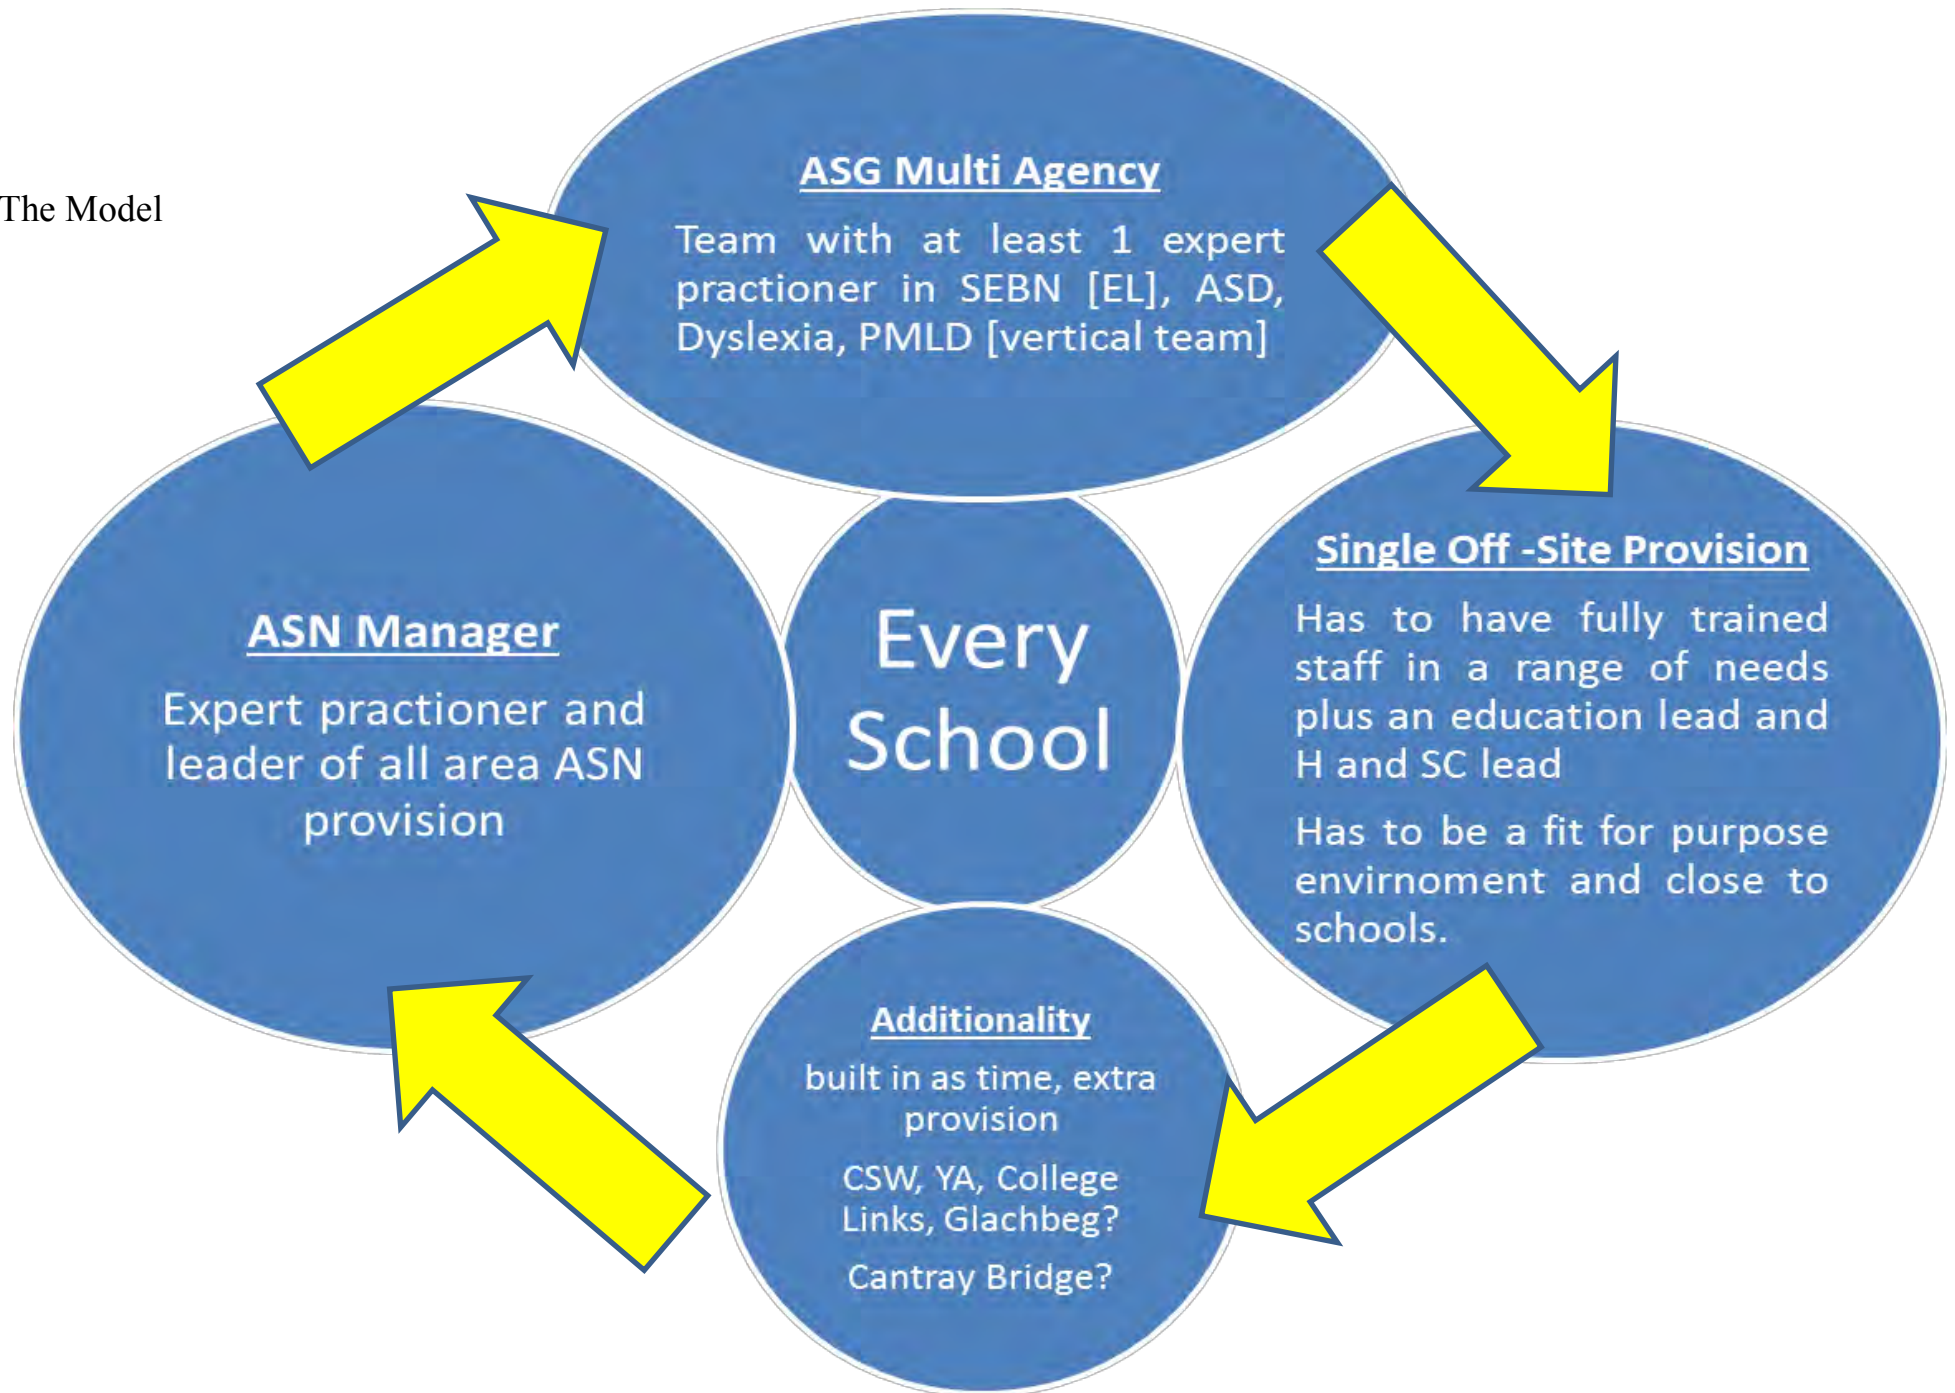 The Model
ASG Multi Agency
Team with at least 1 expert
practioner in SEBN [EL], ASD,
Dyslexia, PMLD [vertical team]
Single Off -Site Provision
Has to have fully trained
staff in a range of needs
plus an education lead and
H and SC lead
Has to be a fit for purpose
envirnoment and close to
schools.
Every
School
ASN Manager
Expert practioner and
leader of all area ASN
provision
Additionality
built in as time, extra
provision
CSW, YA, College
Links, Glachbeg?
Cantray Bridge?